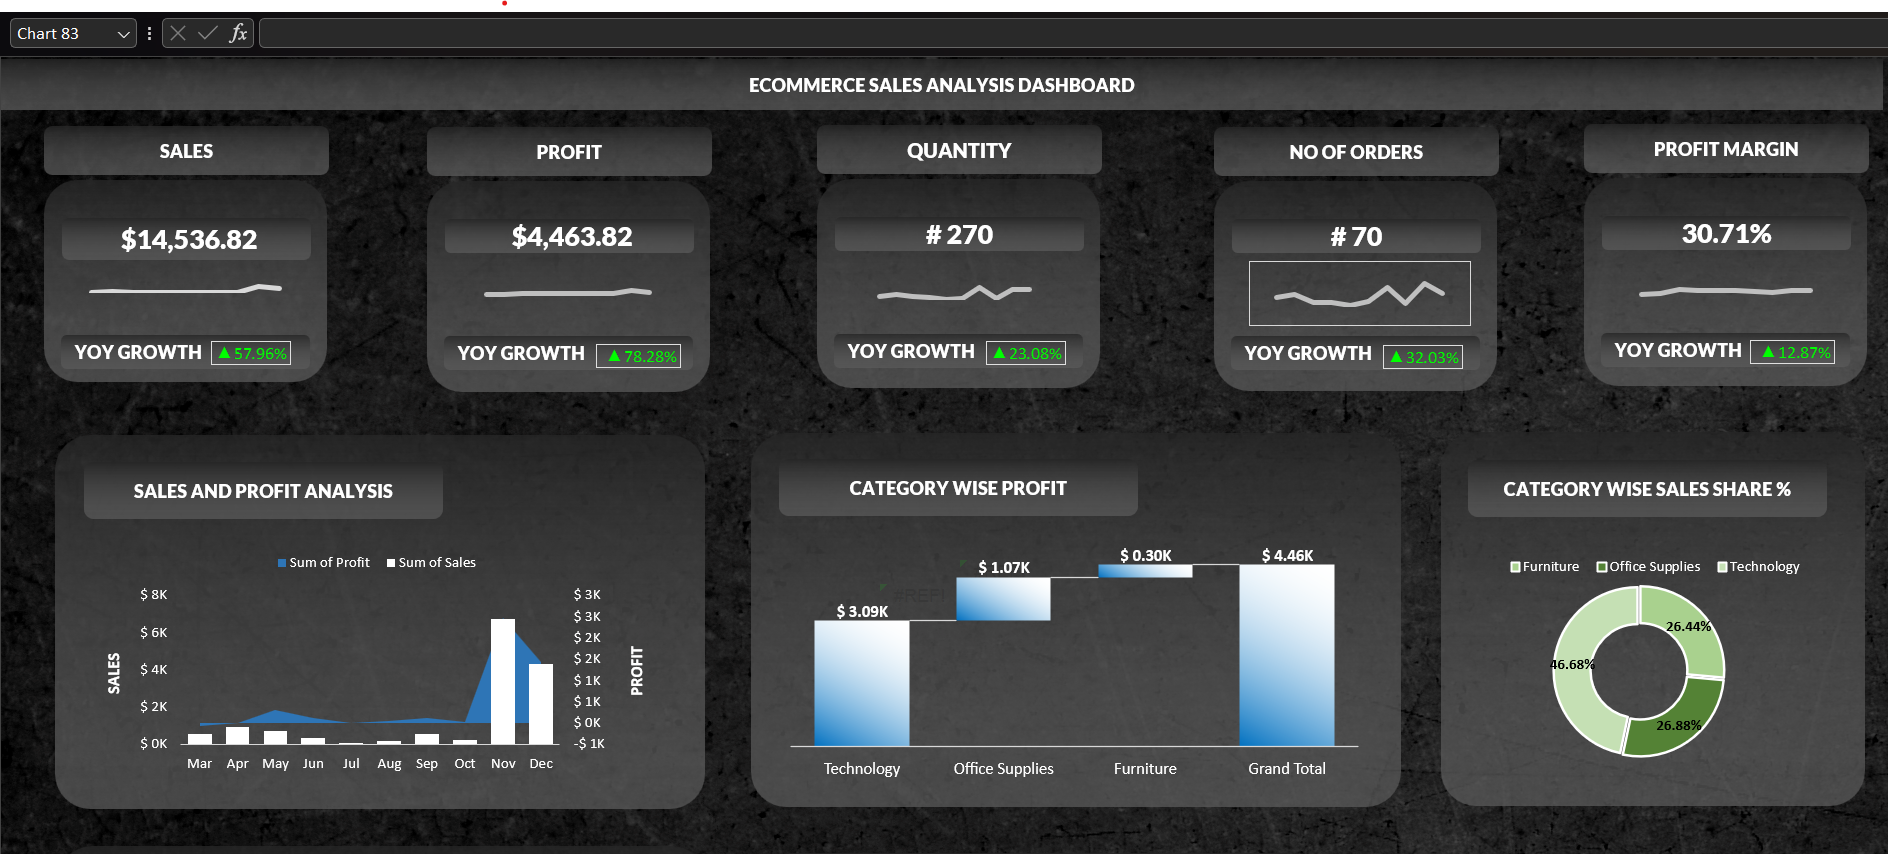 Chart 83
fx
ECOMMERCE SALES ANALYSIS DASHBOARD
SALES
PROFIT
QUANTITY
NO OF ORDERS
PROFIT MARGIN
$14,536.82
$4,463.82
# 270
# 70
30.71%
YOY GROWTH ▲57.96%
YOY GROWTH ▲78.28%
YOY GROWTH ▲23.08%
YOY GROWTH ▲32.03%
YOY GROWTH ▲12.87%
SALES AND PROFIT ANALYSIS
Sum of Profit Sum of Sales
$ 8K
$ 6K
$ 4K
$ 2K
$ 0K
SALES
$ 3K
$ 3K
$ 2K
$ 2K
$ 1K
$ 1K
$ 0K
-$ 1K
PROFIT
Mar Apr May Jun Jul Aug Sep Oct Nov Dec
CATEGORY WISE PROFIT
$ 3.09K
$ 1.07K
$ 0.30K
$ 4.46K
Technology Office Supplies Furniture Grand Total
CATEGORY WISE SALES SHARE %
Furniture Office Supplies Technology
26.44%
46.68%
26.88%